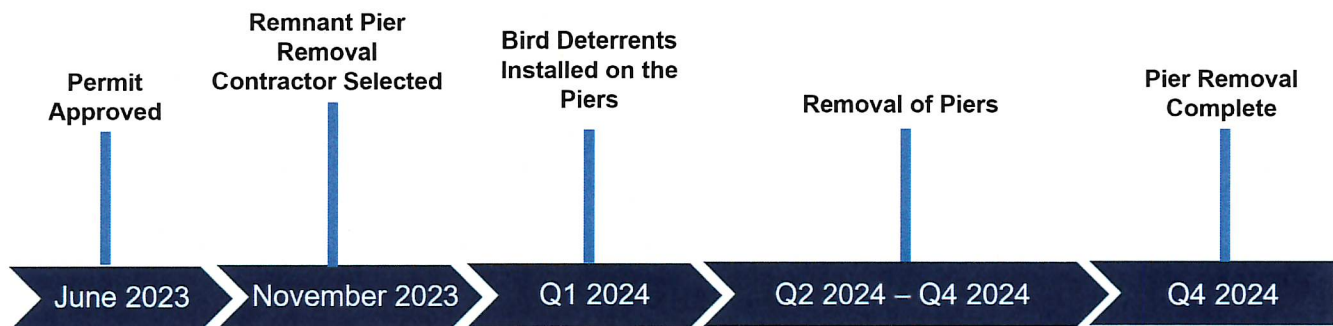 Permit
Approved
Remnant Pier
Removal
Contractor Selected
Bird Deterrents
Installed on the
Piers
Removal of Piers
Pier Removal
Complete
June 2023
November 2023
Q1 2024
Q2 2024 – Q4 2024
Q4 2024